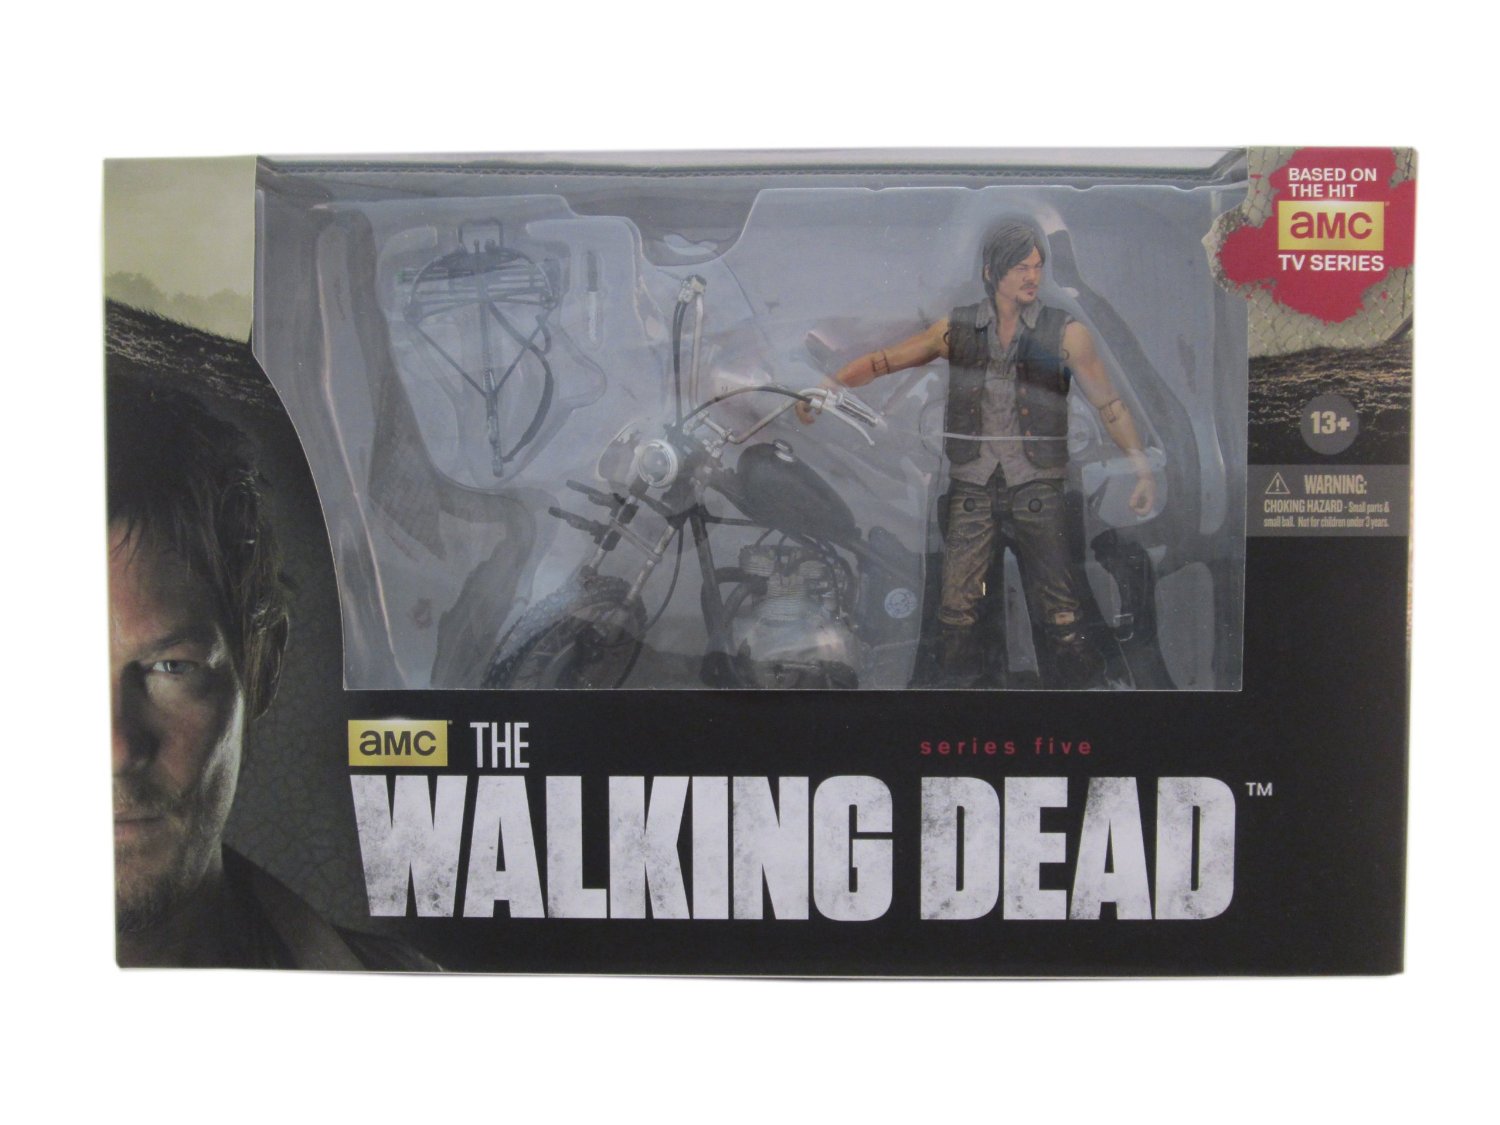 BASED ON
THE HIT
aMC
TV SERIES
13+
WARNING:
CHOKING HAZARD - Small parts &
small ball. Not for children under 3 years.
aMC THE
series five
WALKING DEAD™